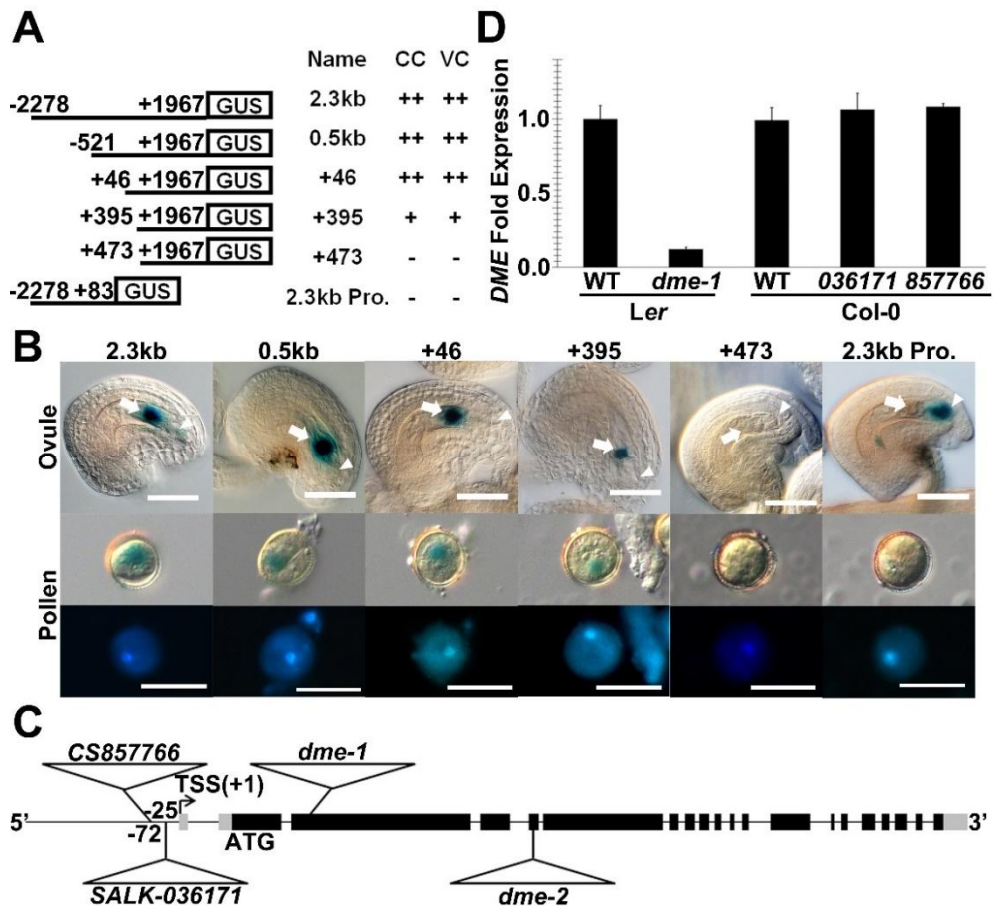 A
Name CC VC
-2278 +1967 GUS 2.3kb ++ ++
-521 +1967 GUS 0.5kb ++ ++
+46 +1967 GUS +46 ++ ++
+395 +1967 GUS +395 + +
+473 +1967 GUS +473 - -
-2278 +83 GUS 2.3kb Pro. - -
D
DME Fold Expression
1.0
0.5
0.0
WT dme-1 WT 036171 857766
Ler Col-0
B
2.3kb 0.5kb +46 +395 +473 2.3kb Pro.
Ovule
Pollen
C
CS857766 dme-1
TSS(+1)
-25
5' -72 ATG 3'
SALK-036171 dme-2